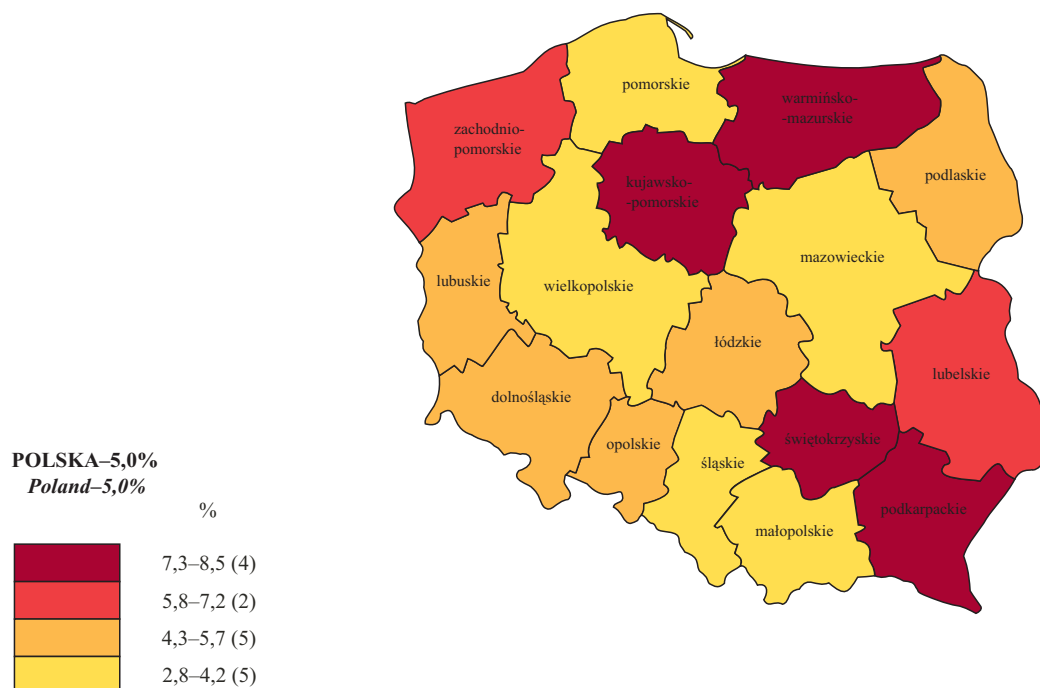 pomorskie
warmińsko-
-mazurskie
zachodnio-
pomorskie
podlaskie
kujawsko-
-pomorskie
mazowieckie
lubuskie
wielkopolskie
łódzkie
lubelskie
dolnośląskie
opolskie
świętokrzyskie
śląskie
podkarpackie
małopolskie
POLSKA–5,0%
Poland–5,0%
%
7,3–8,5 (4)
5,8–7,2 (2)
4,3–5,7 (5)
2,8–4,2 (5)